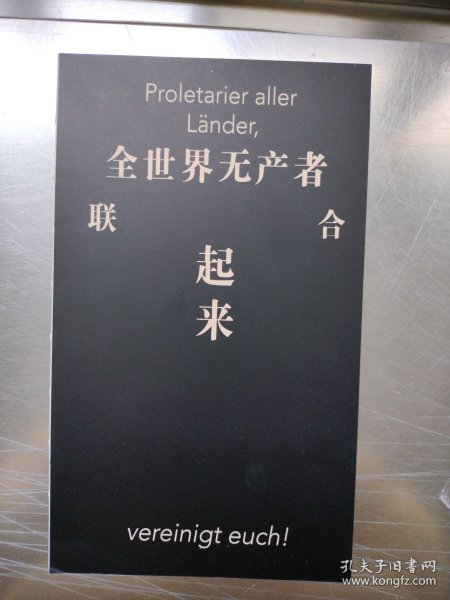 Proletarier aller
Länder,
全世界无产者
联 合
起
来
vereinigt euch!
孔夫子旧书网
www.kongfz.com